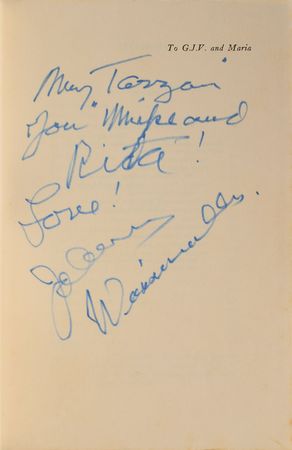 To G.J.V. and Maria
May "Tarzan"
you "Mike and
Rita!
Love!
Johnny
Weissmuller.